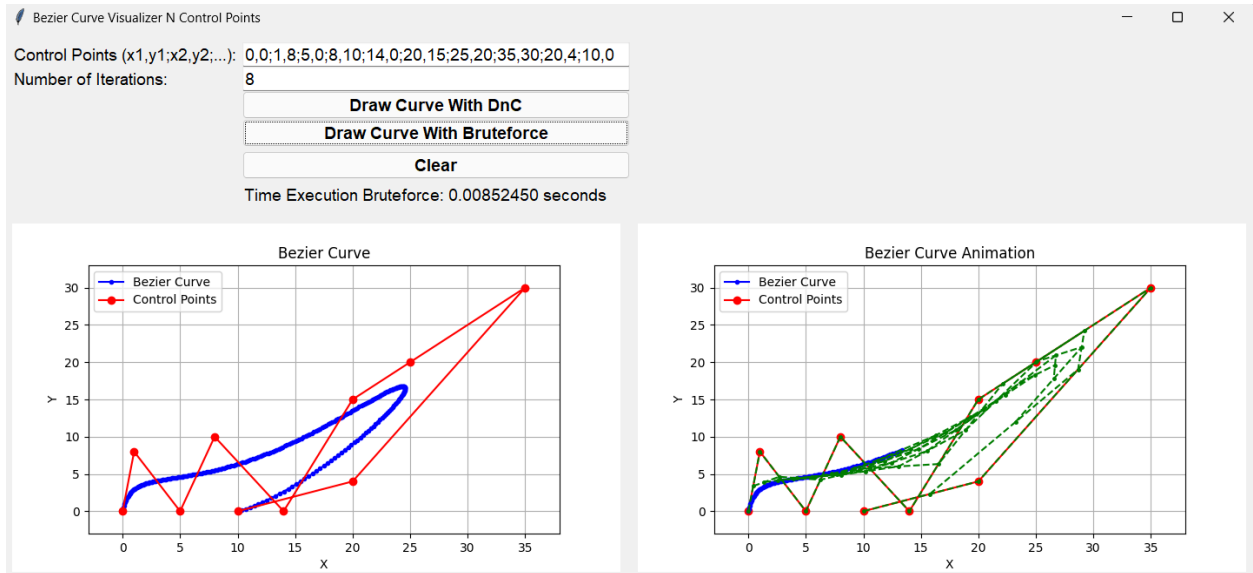 Bezier Curve Visualizer N Control Points
Control Points (x1,y1;x2,y2;...): 0,0;1,8;5,0;8,10;14,0;20,15;25,20;35,30;20,4;10,0
Number of Iterations: 8
Draw Curve With DnC
Draw Curve With Bruteforce
Clear
Time Execution Bruteforce: 0.00852450 seconds
Bezier Curve
Bezier Curve
Control Points
30
25
20
15
10
5
0
Y
0 5 10 15 20 25 30 35
X
Bezier Curve Animation
Bezier Curve
Control Points
30
25
20
15
10
5
0
Y
0 5 10 15 20 25 30 35
X